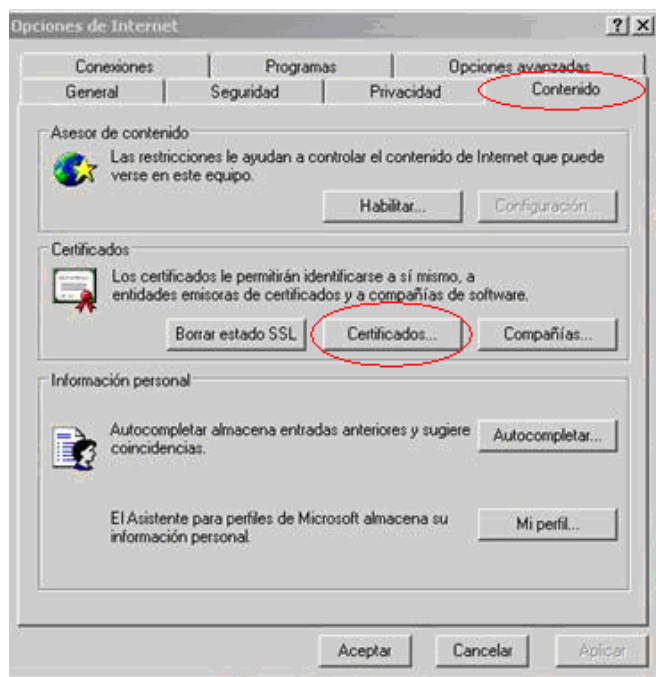 Opciones de Internet
Conexiones Programas Opciones avanzadas
General Seguridad Privacidad Contenido
Asesor de contenido
Las restricciones le ayudan a controlar el contenido de Internet que puede
verse en este equipo.
Habilitar... Configuración...
Certificados
Los certificados le permitirán identificarse a sí mismo, a
entidades emisoras de certificados y a compañías de software.
Borrar estado SSL Certificados... Compañías...
Información personal
Autocompletar almacena entradas anteriores y sugiere
coincidencias.
Autocompletar...
El Asistente para perfiles de Microsoft almacena su
información personal.
Mi perfil...
Aceptar Cancelar Aplicar